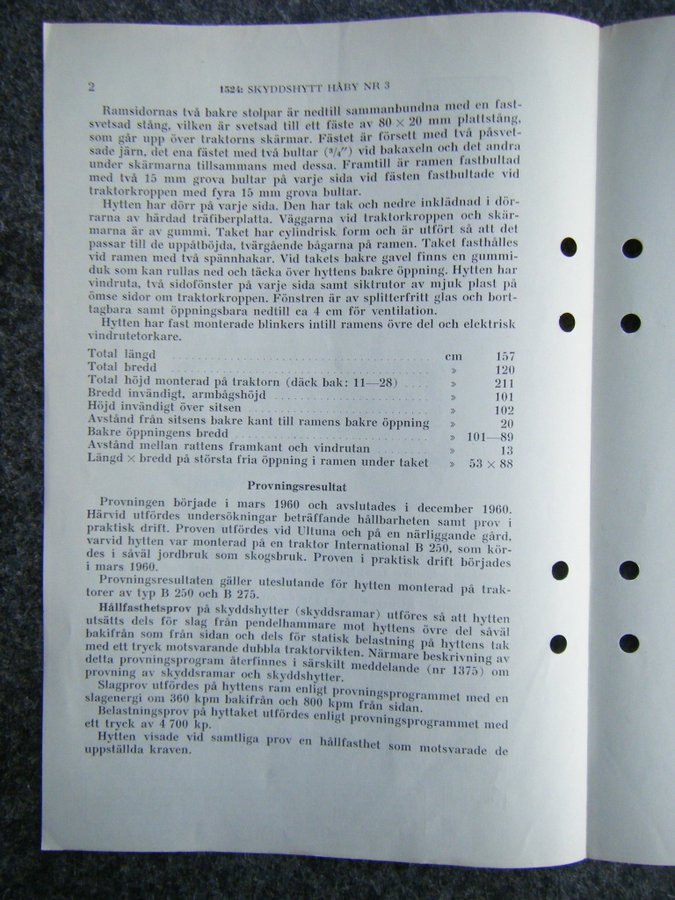 2
1524: SKYDDSHYTT HÅBY NR 3
Ramsidornas två bakre stolpar är nedtill sammanbundna med en fast-
svetsad stång, vilken är svetsad till ett fäste av 80 × 20 mm plattstång,
som går upp över traktorns skärmar. Fästet är försett med två påsvet-
sade järn, det ena fästet med två bultar (³/₄″) vid bakaxeln och det andra
under skärmarna tillsammans med dessa. Framtill är ramen fastbultad
med två 15 mm grova bultar på varje sida vid fästen fastbultade vid
traktorkroppen med fyra 15 mm grova bultar.
Hytten har dörr på varje sida. Den har tak och nedre inklädnad i dör-
rarna av härdad träfiberplatta. Väggarna vid traktorkroppen och skär-
marna är av gummi. Taket har cylindrisk form och är utfört så att det
passar till de uppåtböjda, tvärgående bågarna på ramen. Taket fasthålles
vid ramen med två spännhakar. Vid takets bakre gavel finns en gummi-
duk som kan rullas ned och täcka över hyttens bakre öppning. Hytten har
vindruta, två sidofönster på varje sida samt siktrutor av mjuk plast på
ömse sidor om traktorkroppen. Fönstren är av splitterfritt glas och bort-
tagbara samt öppningsbara nedtill ca 4 cm för ventilation.
Hytten har fast monterade blinkers intill ramens övre del och elektrisk
vindrutetorkare.
Total längd cm 157
Total bredd » 120
Total höjd monterad på traktorn (däck bak: 11—28) » 211
Bredd invändigt, armbågshöjd » 101
Höjd invändigt över sitsen » 102
Avstånd från sitsens bakre kant till ramens bakre öppning » 20
Bakre öppningens bredd » 101—89
Avstånd mellan rattens framkant och vindrutan » 13
Längd × bredd på största fria öppning i ramen under taket » 53 × 88
Provningsresultat
Provningen började i mars 1960 och avslutades i december 1960.
Härvid utfördes undersökningar beträffande hållbarheten samt prov i
praktisk drift. Proven utfördes vid Ultuna och på en närliggande gård,
varvid hytten var monterad på en traktor International B 250, som kör-
des i såväl jordbruk som skogsbruk. Proven i praktisk drift börjades
i mars 1960.
Provningsresultaten gäller uteslutande för hytten monterad på trak-
torer av typ B 250 och B 275.
Hållfasthetsprov på skyddshytter (skyddsramar) utföres så att hytten
utsätts dels för slag från pendelhammare mot hyttens övre del såväl
bakifrån som från sidan och dels för statisk belastning på hyttens tak
med ett tryck motsvarande dubbla traktorvikten. Närmare beskrivning av
detta provningsprogram återfinnes i särskilt meddelande (nr 1375) om
provning av skyddsramar och skyddshytter.
Slagprov utfördes på hyttens ram enligt provningsprogrammet med en
slagenergi om 360 kpm bakifrån och 800 kpm från sidan.
Belastningsprov på hyttaket utfördes enligt provningsprogrammet med
ett tryck av 4 700 kp.
Hytten visade vid samtliga prov en hållfasthet som motsvarade de
uppställda kraven.